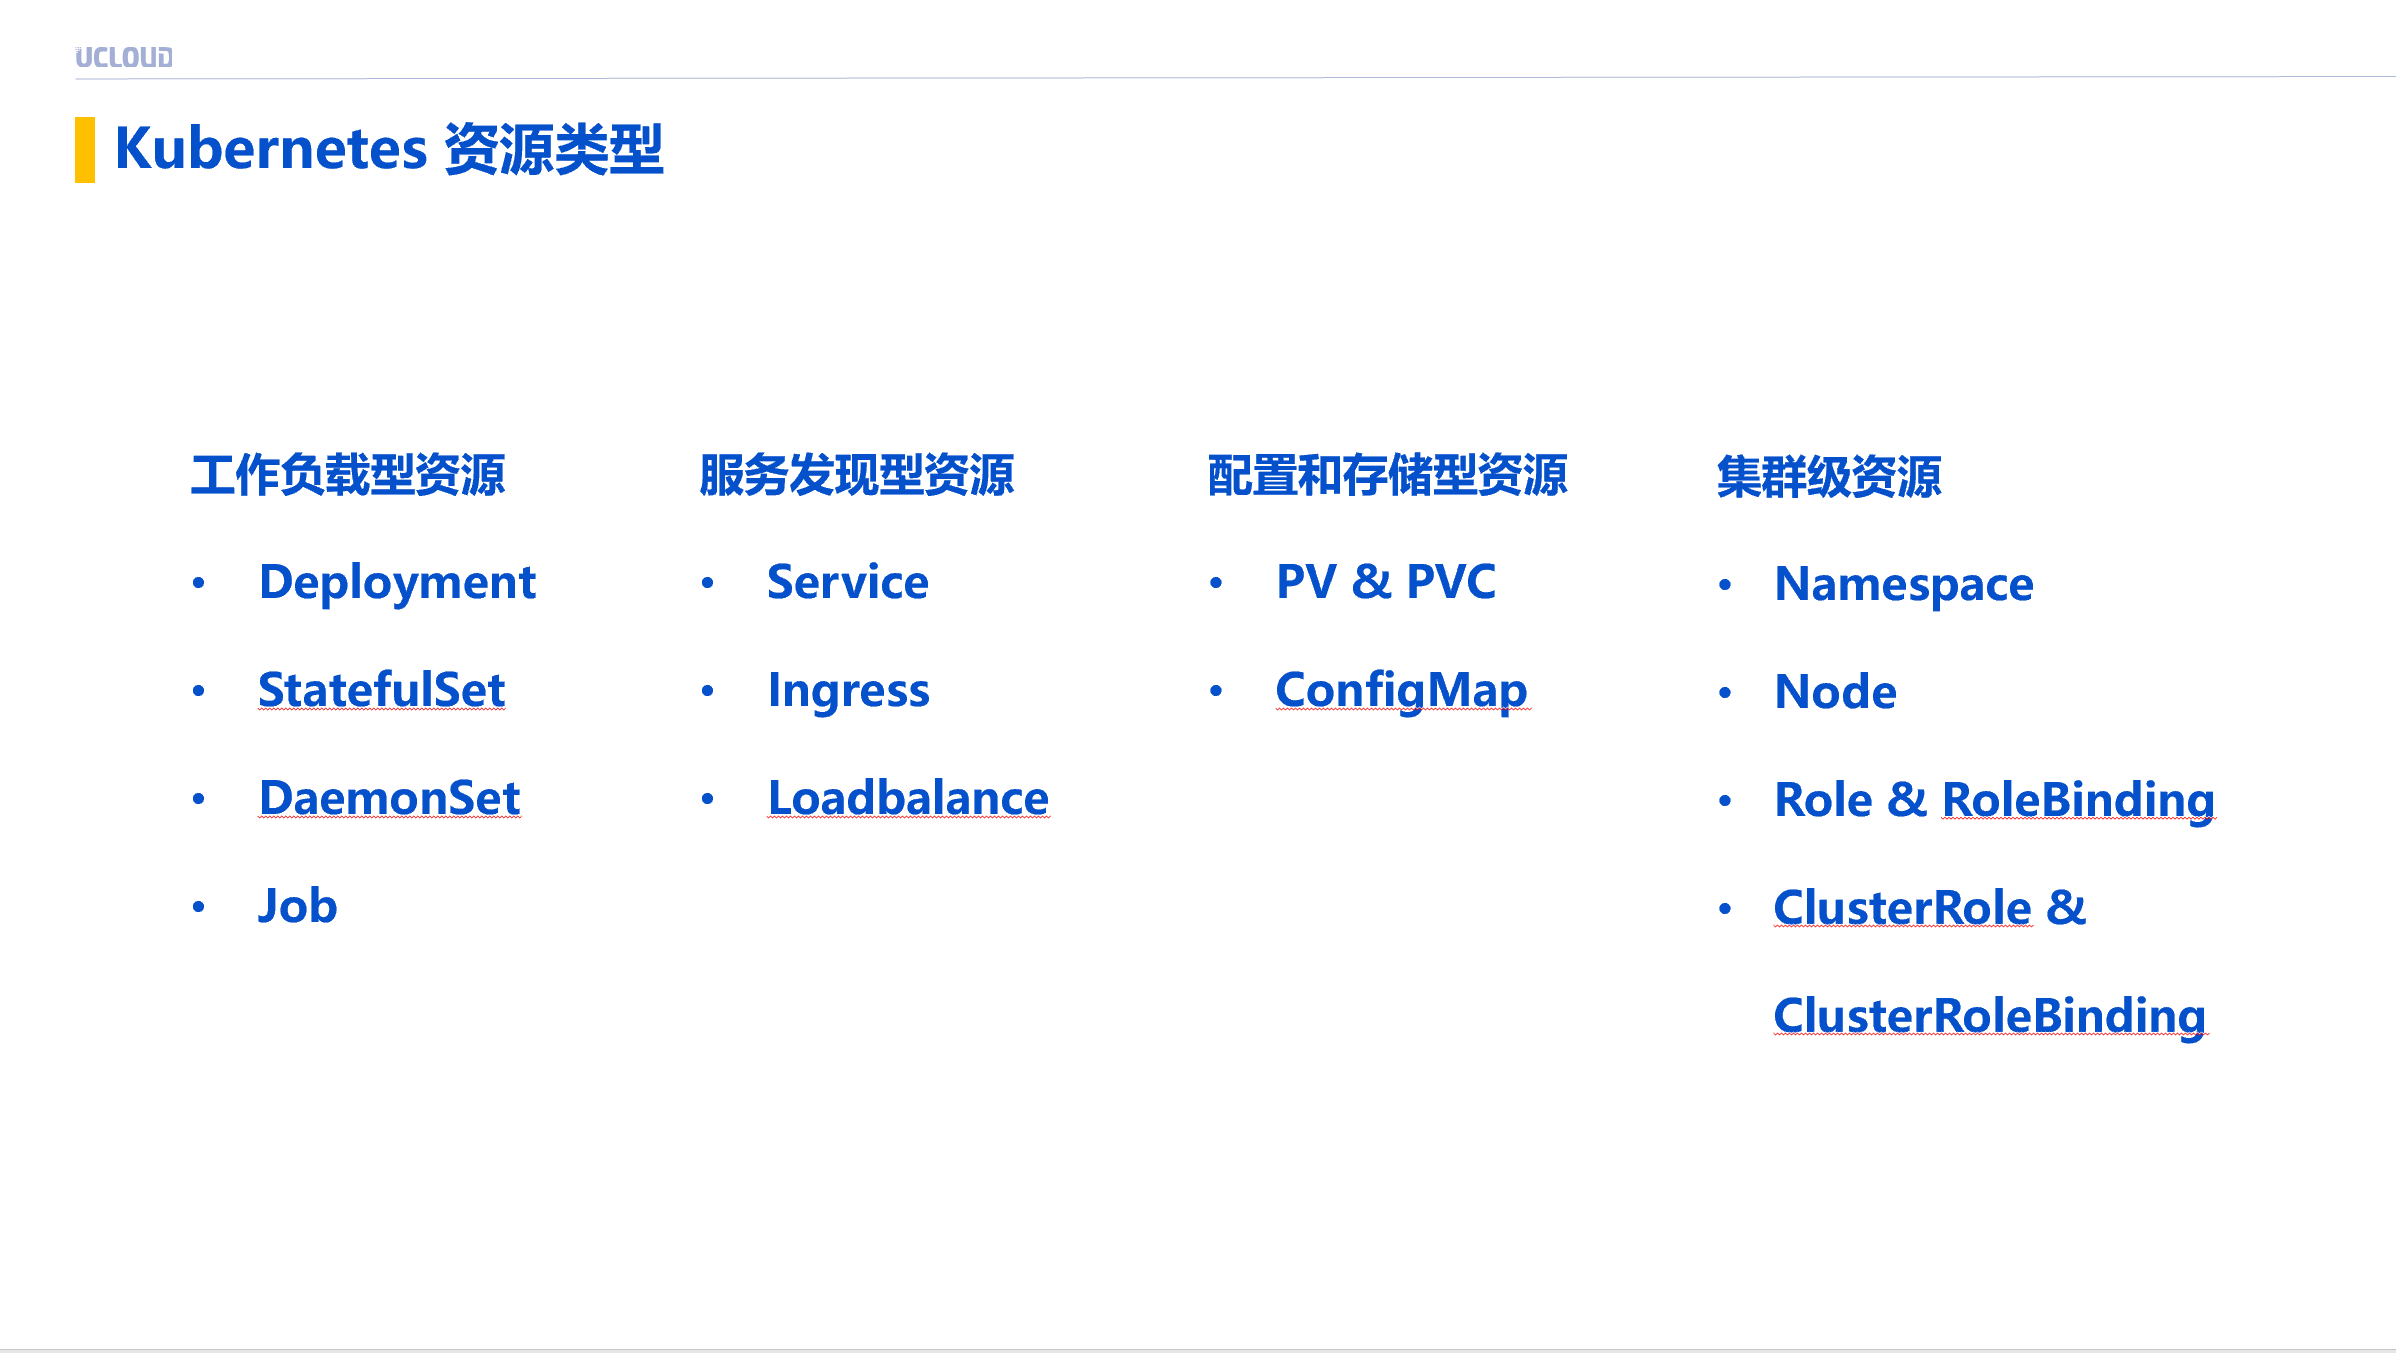 UCLOUD
Kubernetes 资源类型
工作负载型资源
• Deployment
• StatefulSet
• DaemonSet
• Job
服务发现型资源
• Service
• Ingress
• Loadbalance
配置和存储型资源
• PV & PVC
• ConfigMap
集群级资源
• Namespace
• Node
• Role & RoleBinding
• ClusterRole &
ClusterRoleBinding